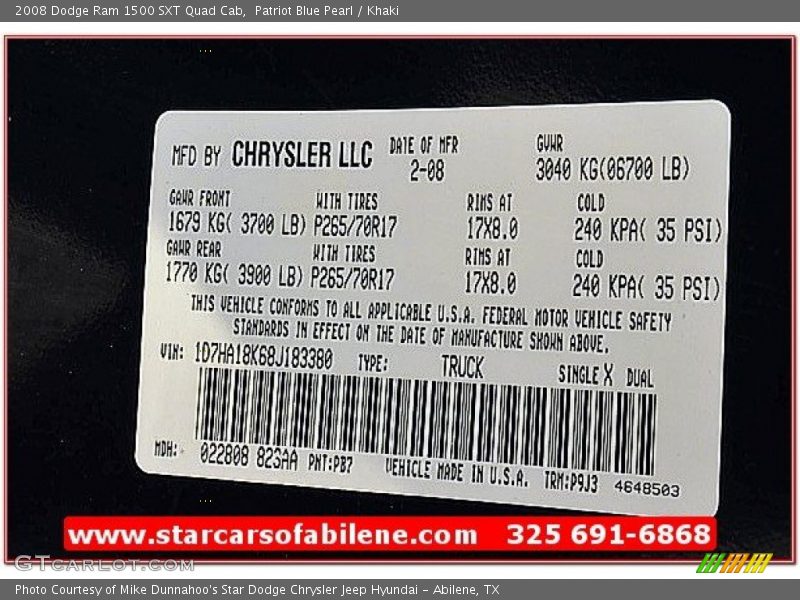 2008 Dodge Ram 1500 SXT Quad Cab, Patriot Blue Pearl / Khaki
MFD BY CHRYSLER LLC DATE OF MFR GVWR
2-08 3040 KG(06700 LB)
GAWR FRONT WITH TIRES RIMS AT COLD
1679 KG( 3700 LB) P265/70R17 17X8.0 240 KPA( 35 PSI)
GAWR REAR WITH TIRES RIMS AT COLD
1770 KG( 3900 LB) P265/70R17 17X8.0 240 KPA( 35 PSI)
THIS VEHICLE CONFORMS TO ALL APPLICABLE U.S.A. FEDERAL MOTOR VEHICLE SAFETY
STANDARDS IN EFFECT ON THE DATE OF MANUFACTURE SHOWN ABOVE.
VIN: 1D7HA18K68J183380 TYPE: TRUCK SINGLE X DUAL
MDH: 022808 823AA PNT:PB7 VEHICLE MADE IN U.S.A. TRM:P9J3 4648503
www.starcarsofabilene.com 325 691-6868
GTcarlot.com
Photo Courtesy of Mike Dunnahoo's Star Dodge Chrysler Jeep Hyundai - Abilene, TX